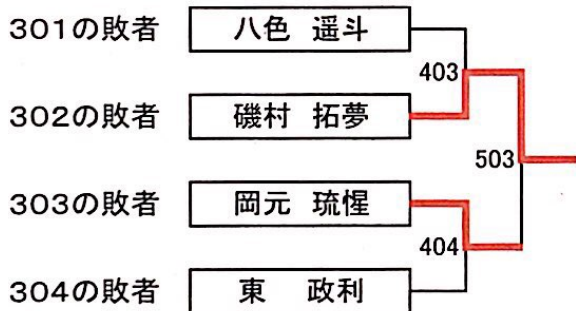 301の敗者 八色 遥斗
403
302の敗者 磯村 拓夢
503
303の敗者 岡元 琉惺
404
304の敗者 東 政利